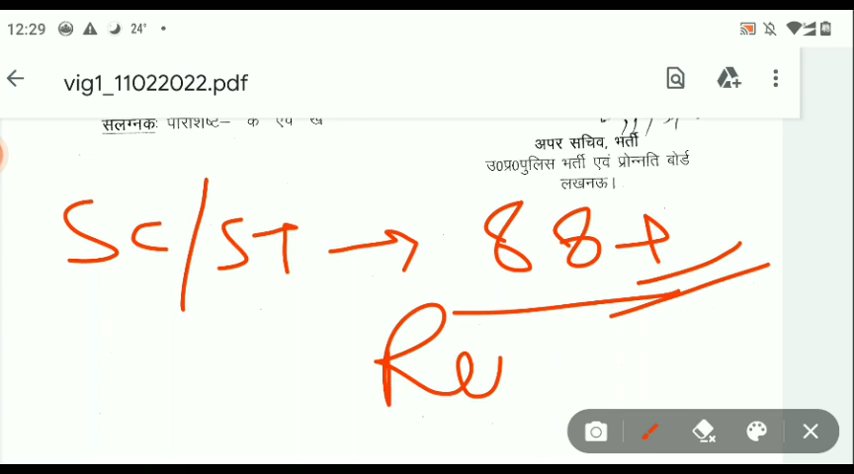 12:29 24°
vig1_11022022.pdf
संलग्नकः परिशिष्ट– क एवं ख
अपर सचिव, भर्ती
उ0प्र0पुलिस भर्ती एवं प्रोन्नति बोर्ड
लखनऊ।
SC/ST → 88+
Re